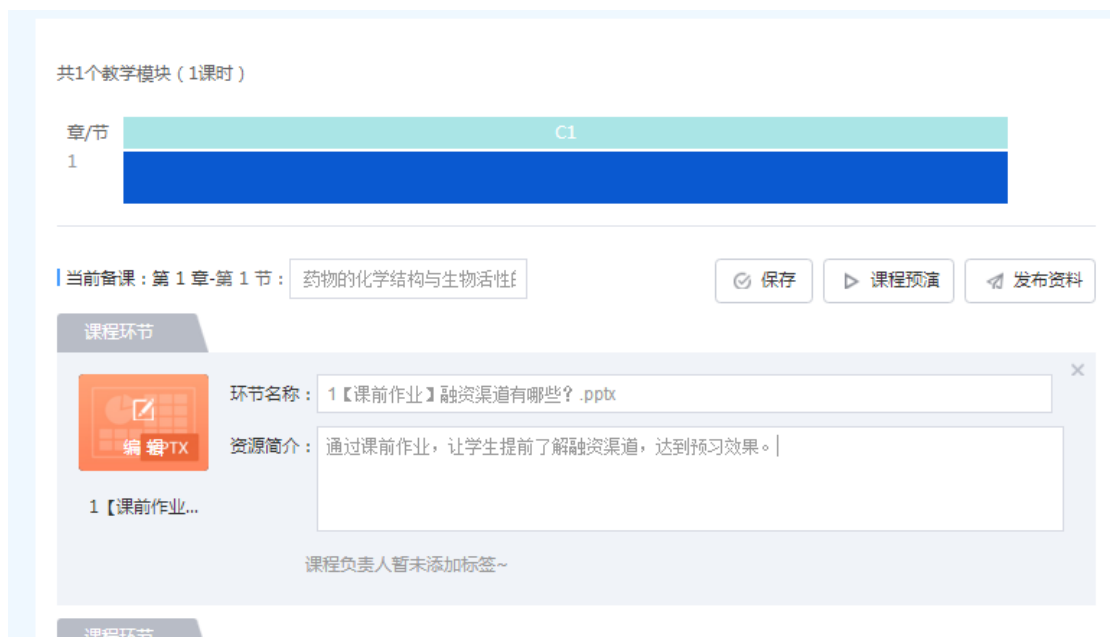 共1个教学模块（1课时）
章/节
C1
1
当前备课：第 1 章-第 1 节：
药物的化学结构与生物活性
保存
课程预演
发布资料
课程环节
编辑
PTX
环节名称：
1【课前作业】融资渠道有哪些？.pptx
资源简介：
通过课前作业，让学生提前了解融资渠道，达到预习效果。
1【课前作业...
课程负责人暂未添加标签~
课程环节